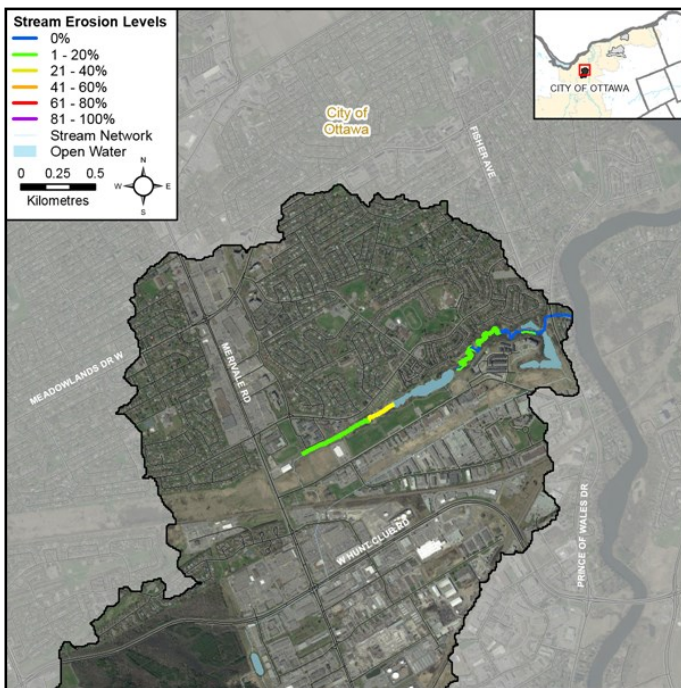 Stream Erosion Levels
0%
1 - 20%
21 - 40%
41 - 60%
61 - 80%
81 - 100%
Stream Network
Open Water
0 0.25 0.5
Kilometres
N
W E
S
CITY OF OTTAWA
City of
Ottawa
FISHER AVE
MEADOWLANDS DR W
MERIVALE RD
W HUNT CLUB RD
PRINCE OF WALES DR